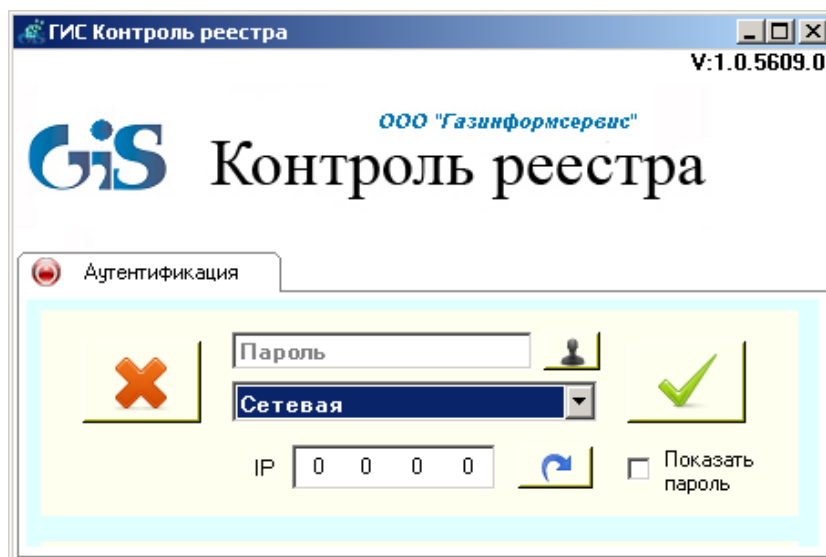 ГИС Контроль реестра
V:1.0.5609.0
GiS
ООО "Газинформсервис"
Контроль реестра
Аутентификация
Пароль
Сетевая
IP 0 0 0 0
Показать
пароль